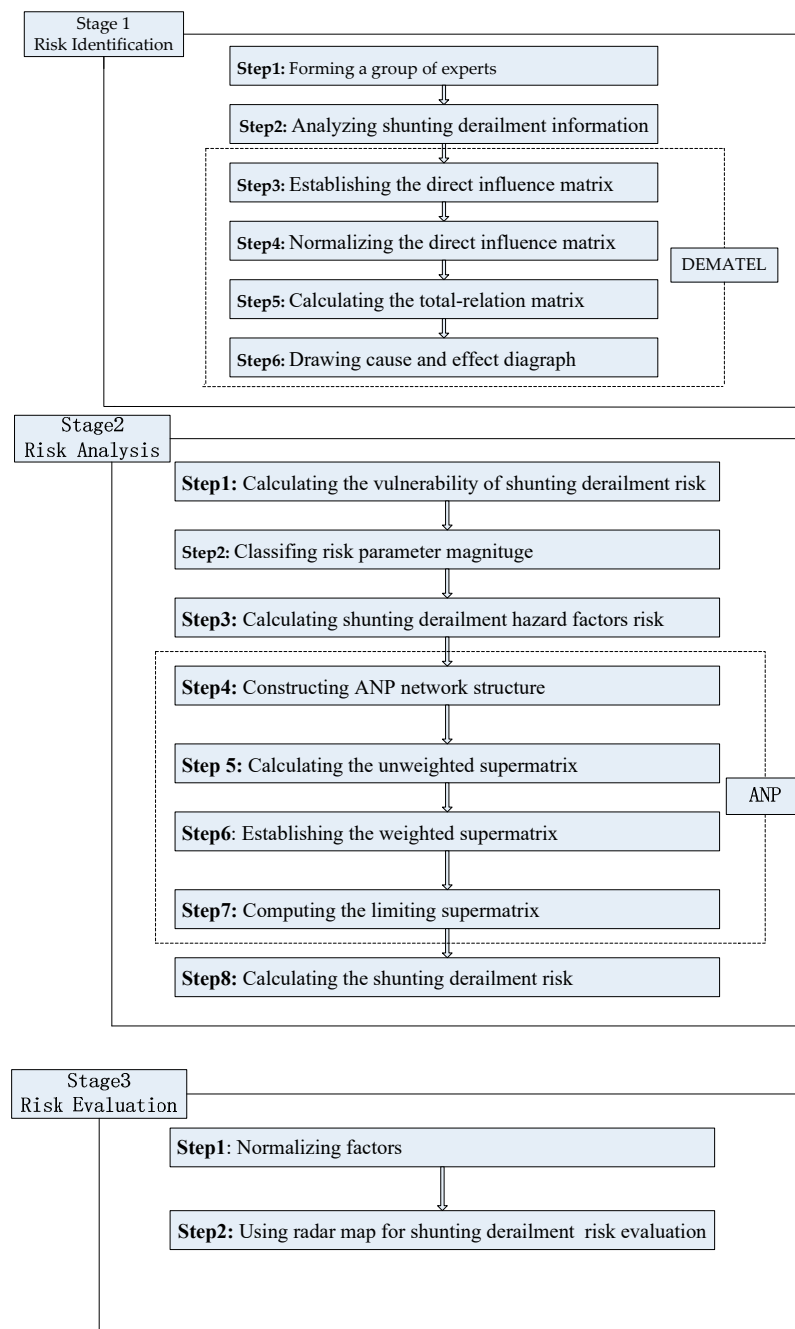 Stage 1
Risk Identification
Step1: Forming a group of experts
Step2: Analyzing shunting derailment information
Step3: Establishing the direct influence matrix
Step4: Normalizing the direct influence matrix
DEMATEL
Step5: Calculating the total-relation matrix
Step6: Drawing cause and effect diagraph
Stage2
Risk Analysis
Step1: Calculating the vulnerability of shunting derailment risk
Step2: Classifing risk parameter magnituge
Step3: Calculating shunting derailment hazard factors risk
Step4: Constructing ANP network structure
Step 5: Calculating the unweighted supermatrix
ANP
Step6: Establishing the weighted supermatrix
Step7: Computing the limiting supermatrix
Step8: Calculating the shunting derailment risk
Stage3
Risk Evaluation
Step1: Normalizing factors
Step2: Using radar map for shunting derailment risk evaluation